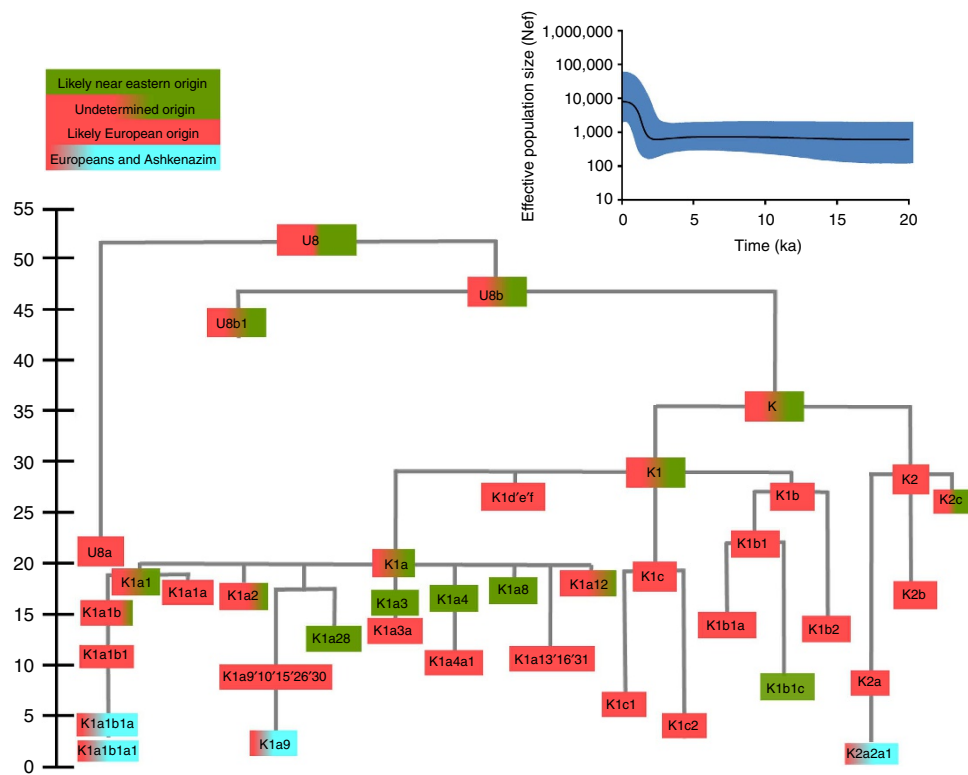 Likely near eastern origin
Undetermined origin
Likely European origin
Europeans and Ashkenazim
Effective population size (Nef)
1,000,000
100,000
10,000
1,000
100
10
0
5
10
15
20
Time (ka)
55
50
45
40
35
30
25
20
15
10
5
0
U8
U8b
U8b1
K
K1
K2
K2c
K1d'e'f
K1b
K1b1
U8a
K1a
K1a1
K1a1a
K1a2
K1a3
K1a4
K1a8
K1a12
K1c
K2b
K1a1b
K1a28
K1a3a
K1b1a
K1b2
K1a1b1
K1a9'10'15'26'30
K1a4a1
K1a13'16'31
K1c1
K1b1c
K2a
K1a1b1a
K1a1b1a1
K1a9
K1c2
K2a2a1